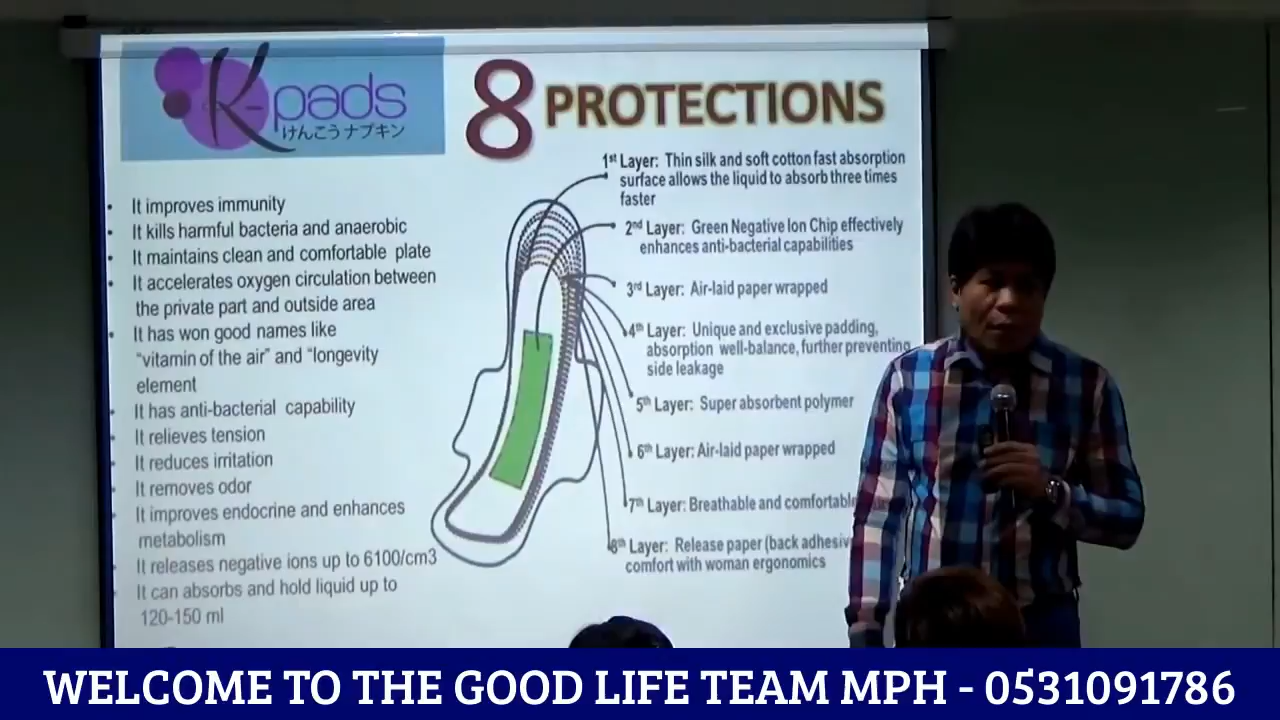 K-pads
けんこうナプキン
8 PROTECTIONS
It improves immunity
It kills harmful bacteria and anaerobic
It maintains clean and comfortable plate
It accelerates oxygen circulation between
the private part and outside area
It has won good names like
“vitamin of the air” and “longevity
element
It has anti-bacterial capability
It relieves tension
It reduces irritation
It removes odor
It improves endocrine and enhances
metabolism
It releases negative ions up to 6100/cm3
It can absorbs and hold liquid up to
120-150 ml
1st Layer: Thin silk and soft cotton fast absorption
surface allows the liquid to absorb three times
faster
2nd Layer: Green Negative Ion Chip effectively
enhances anti-bacterial capabilities
3rd Layer: Air-laid paper wrapped
4th Layer: Unique and exclusive padding,
absorption well-balance, further preventing
side leakage
5th Layer: Super absorbent polymer
6th Layer: Air-laid paper wrapped
7th Layer: Breathable and comfortable
8th Layer: Release paper (back adhesiv
comfort with woman ergonomics
WELCOME TO THE GOOD LIFE TEAM MPH - 0531091786